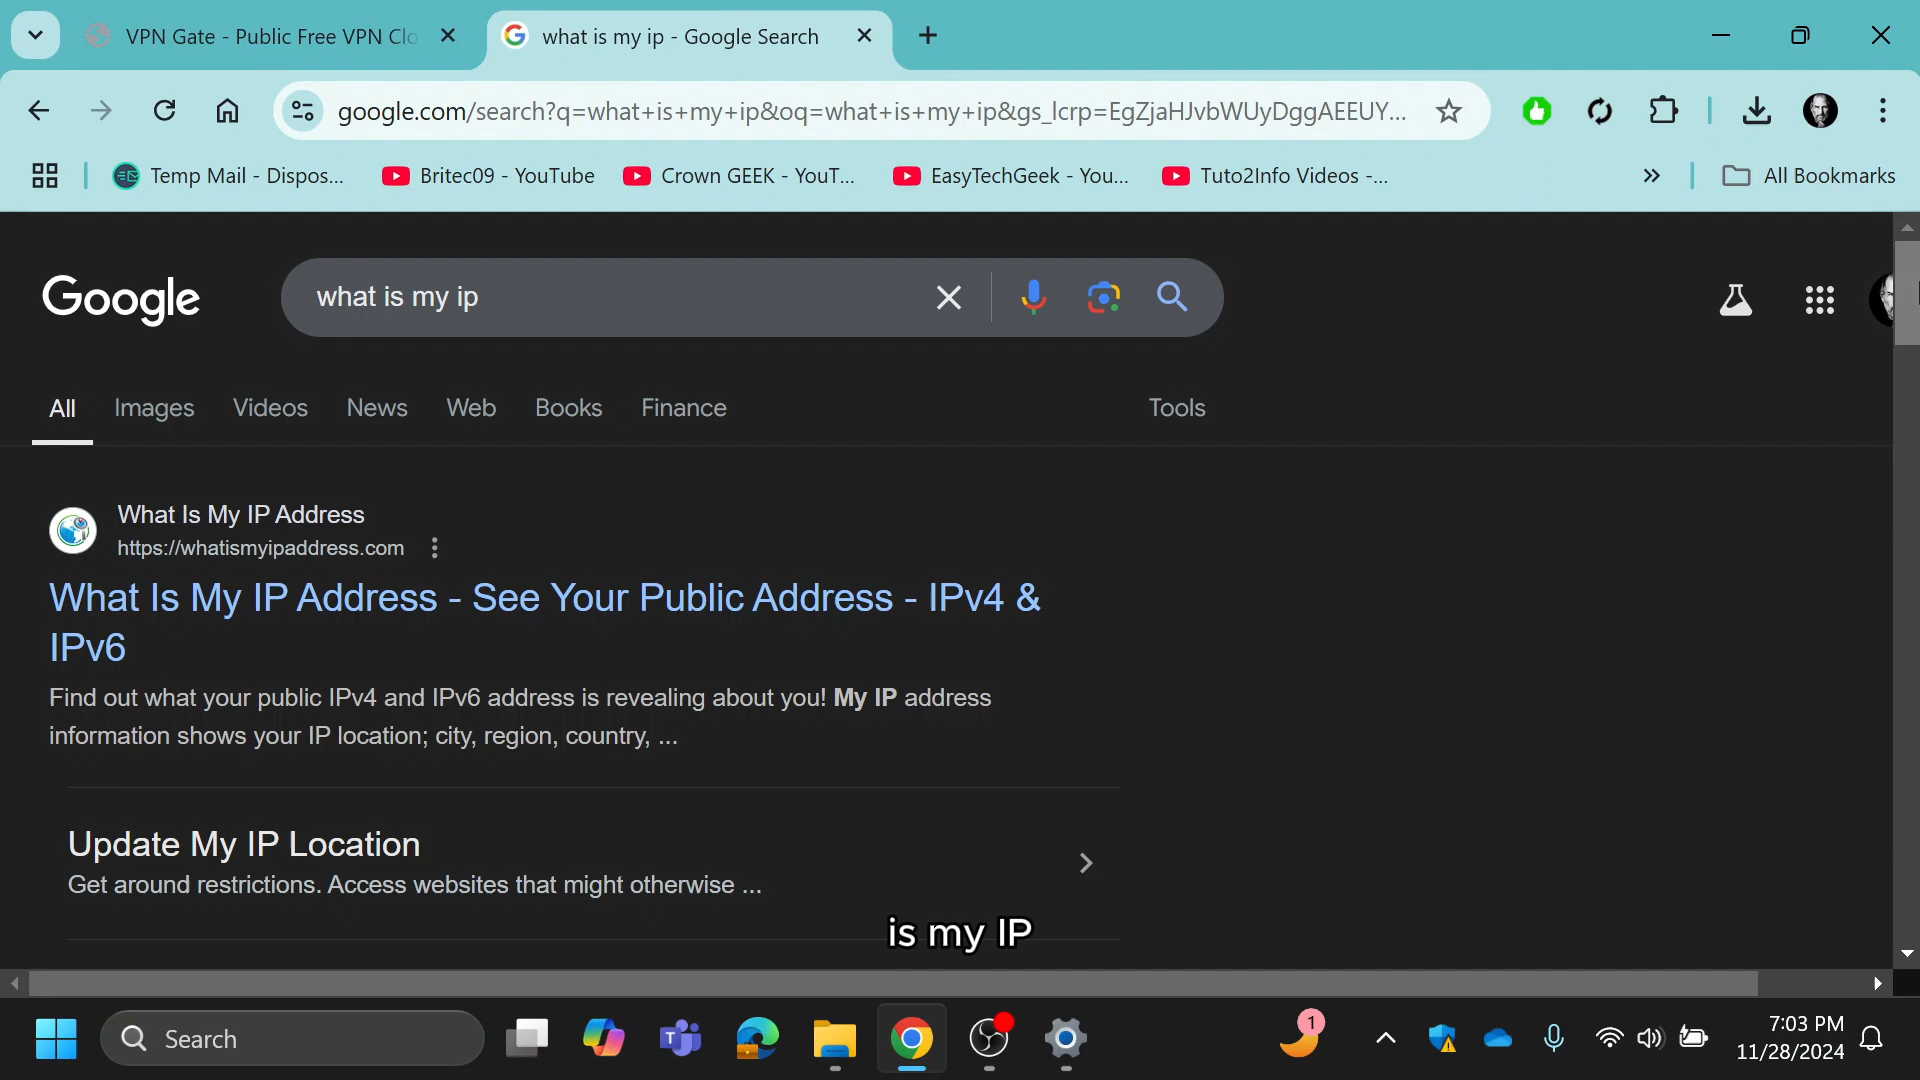 VPN Gate - Public Free VPN Clo
what is my ip - Google Search
google.com/search?q=what+is+my+ip&oq=what+is+my+ip&gs_lcrp=EgZjaHJvbWUyDggAEEUY...
Temp Mail - Dispos...
Britec09 - YouTube
Crown GEEK - YouT...
EasyTechGeek - You...
Tuto2Info Videos -...
All Bookmarks
Google
what is my ip
All
Images
Videos
News
Web
Books
Finance
Tools
What Is My IP Address
https://whatismyipaddress.com
What Is My IP Address - See Your Public Address - IPv4 &
IPv6
Find out what your public IPv4 and IPv6 address is revealing about you! My IP address
information shows your IP location; city, region, country, ...
Update My IP Location
Get around restrictions. Access websites that might otherwise ...
is my IP
Search
1
7:03 PM
11/28/2024